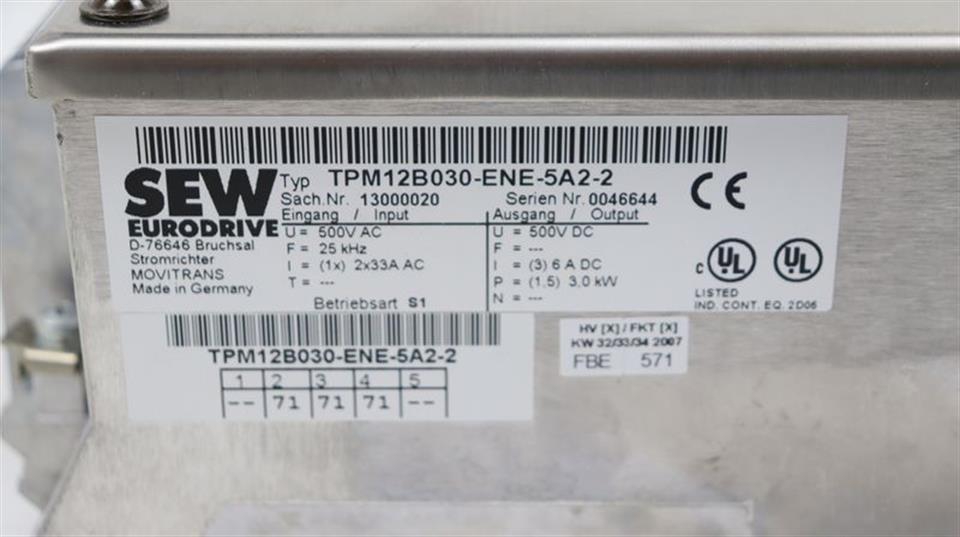 SEW
EURODRIVE
D-76646 Bruchsal
Stromrichter
MOVITRANS
Made in Germany
Typ TPM12B030-ENE-5A2-2
Sach.Nr. 13000020 Serien Nr. 0046644
Eingang / Input
U = 500V AC
F = 25 kHz
I = (1x) 2x33A AC
T = ---
Betriebsart S1
Ausgang / Output
U = 500V DC
F = ---
I = (3) 6 A DC
P = (1.5) 3,0 kW
N = ---
CE
C UL UL
LISTED
IND. CONT. EQ. 2D06
TPM12B030-ENE-5A2-2
1 2 3 4 5
-- 71 71 71 --
HV [X] / FKT [X]
KW 32/33/34 2007
FBE 571